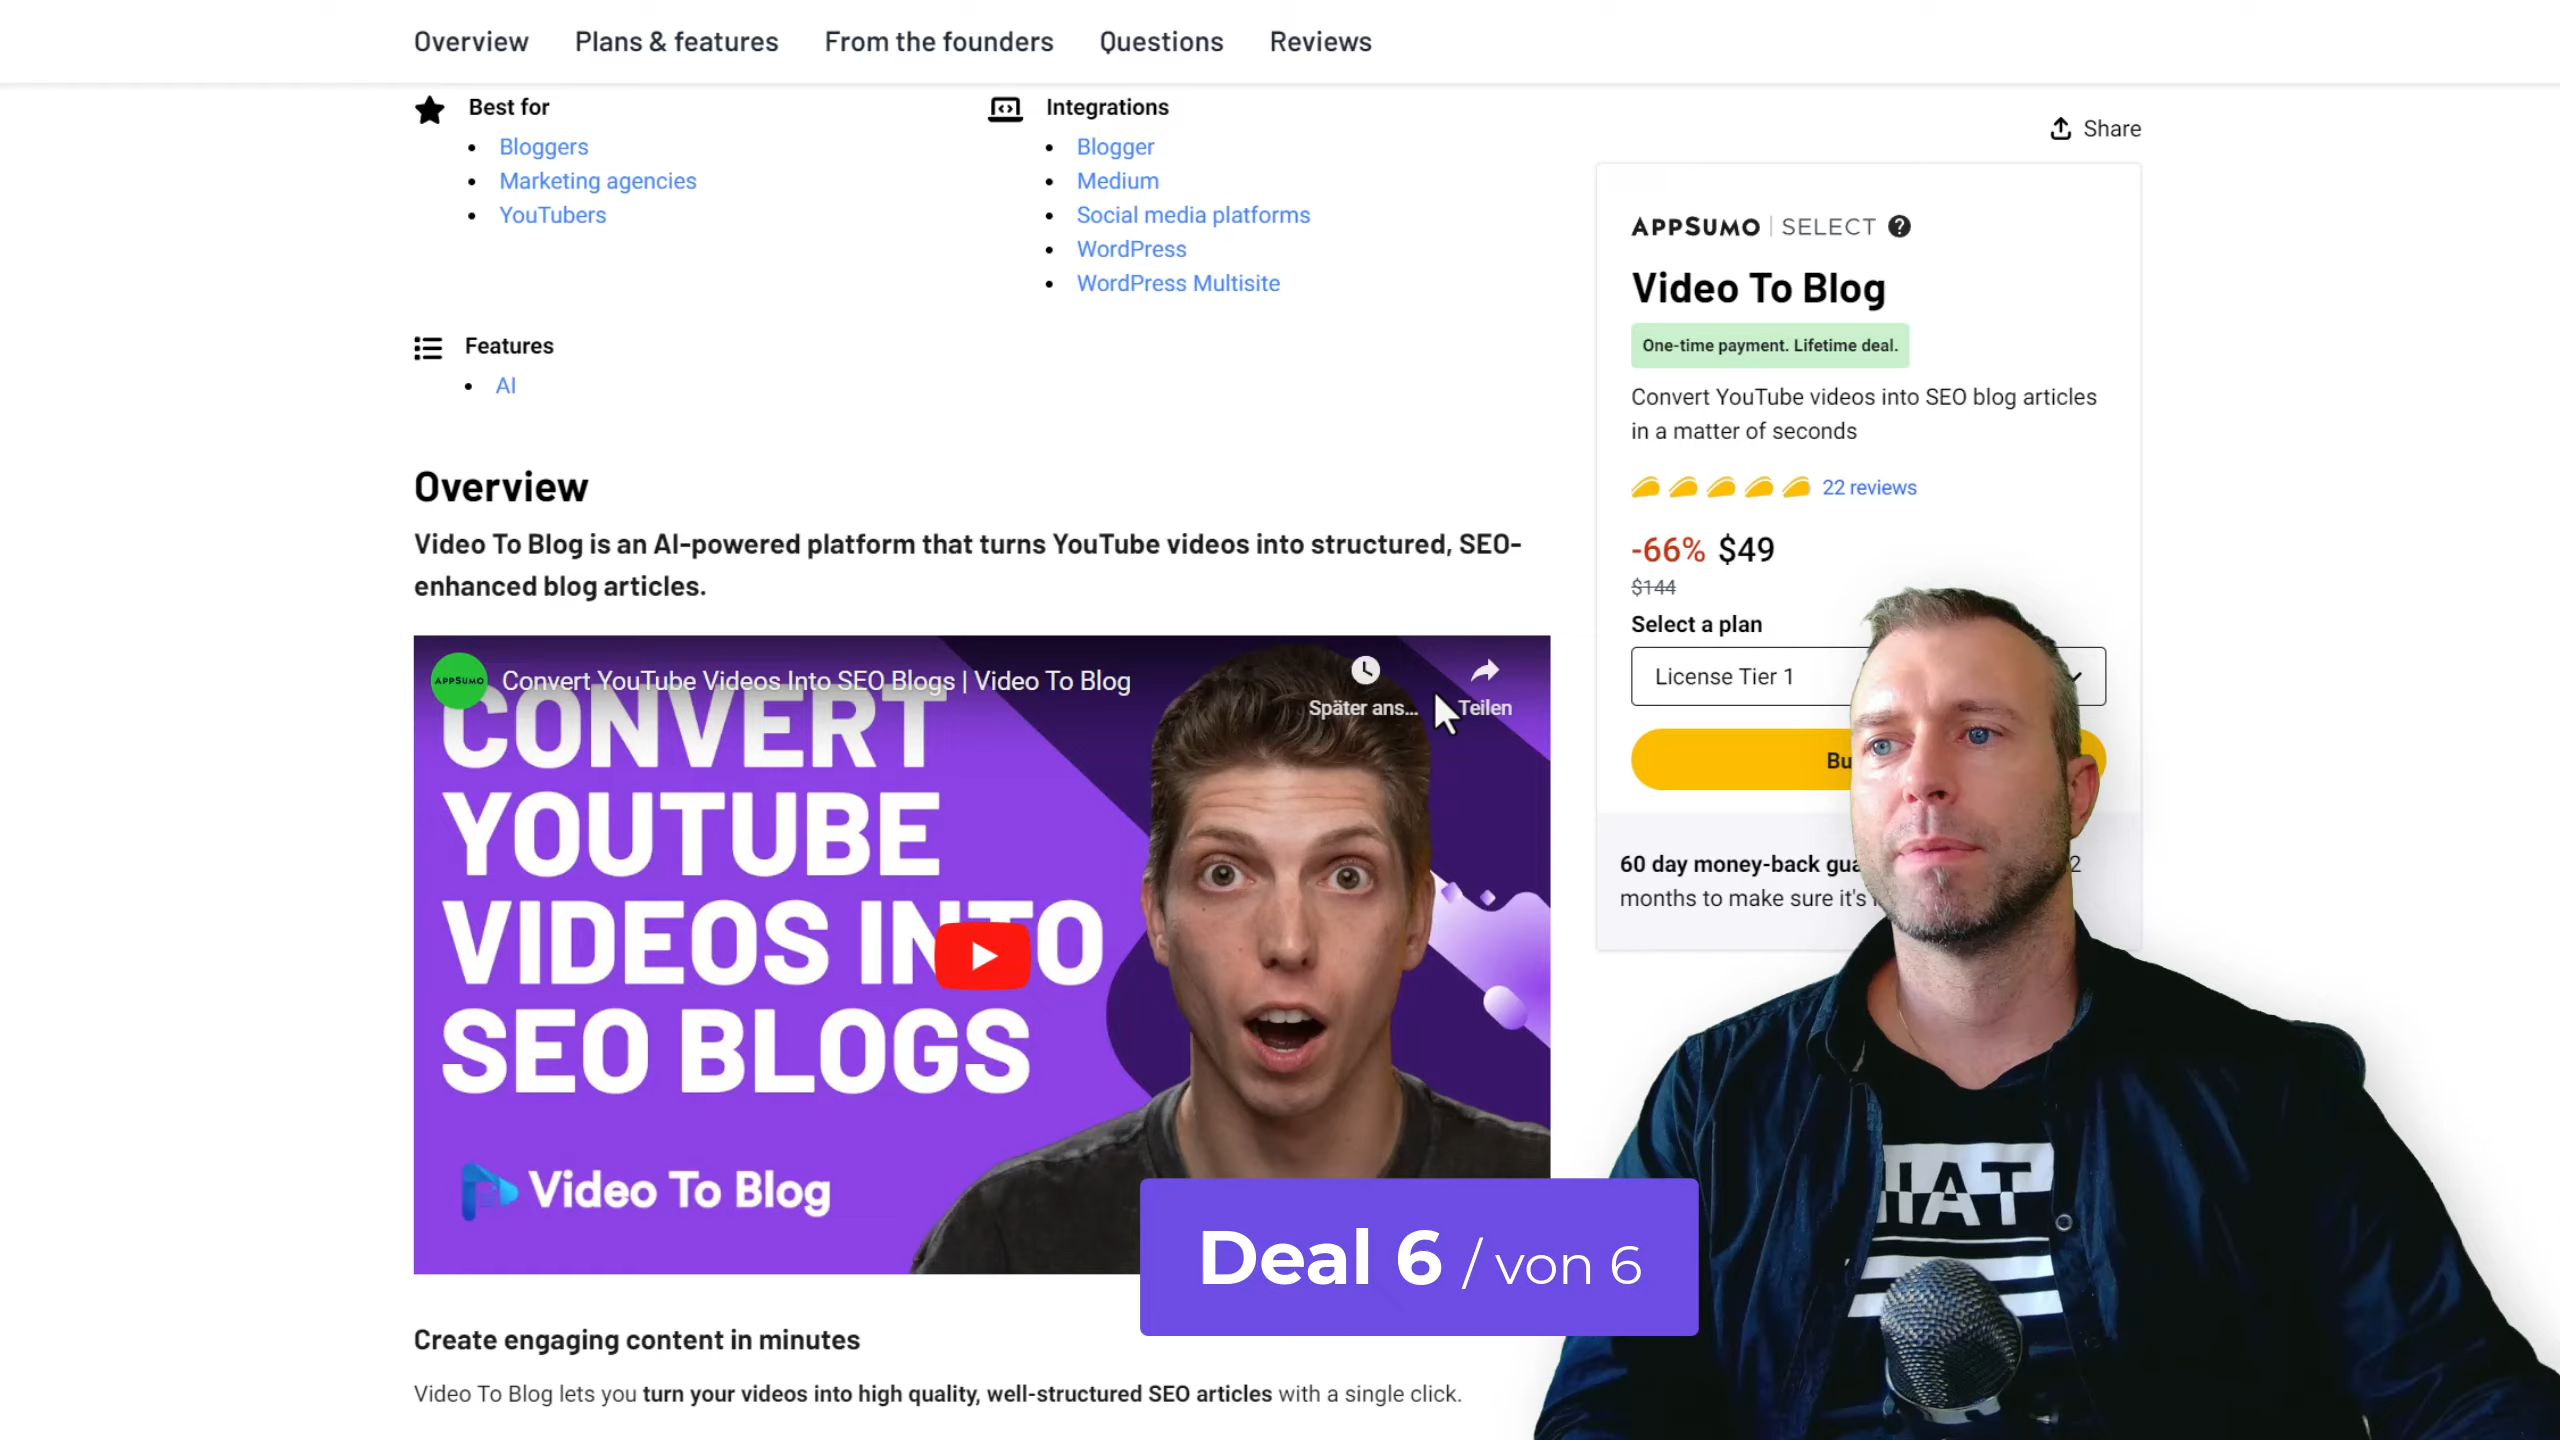 Overview Plans & features From the founders Questions Reviews
Best for
Bloggers
Marketing agencies
YouTubers
Integrations
Blogger
Medium
Social media platforms
WordPress
WordPress Multisite
Features
AI
Overview
Video To Blog is an AI-powered platform that turns YouTube videos into structured, SEO-
enhanced blog articles.
APPSUMO
Convert YouTube Videos Into SEO Blogs | Video To Blog
Später ans...
Teilen
CONVERT
YOUTUBE
VIDEOS INTO
SEO BLOGS
Video To Blog
Create engaging content in minutes
Video To Blog lets you turn your videos into high quality, well-structured SEO articles with a single click.
Share
APPSUMO | SELECT ?
Video To Blog
One-time payment. Lifetime deal.
Convert YouTube videos into SEO blog articles
in a matter of seconds
22 reviews
-66% $49
$144
Select a plan
License Tier 1
Bu
60 day money-back gua 2
months to make sure it's
Deal 6 / von 6